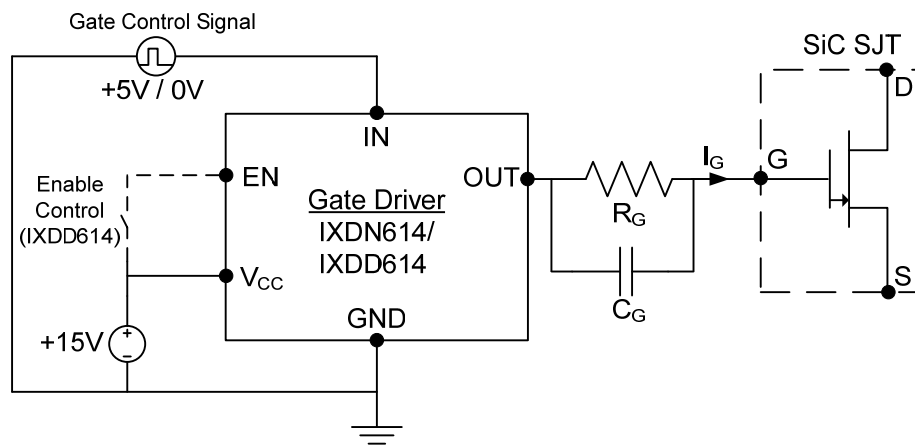 Gate Control Signal
+5V / 0V
SiC SJT
D
IN
EN
OUT
I_G
G
Enable
Control
(IXDD614)
Gate Driver
IXDN614/
IXDD614
R_G
V_CC
C_G
S
GND
+15V